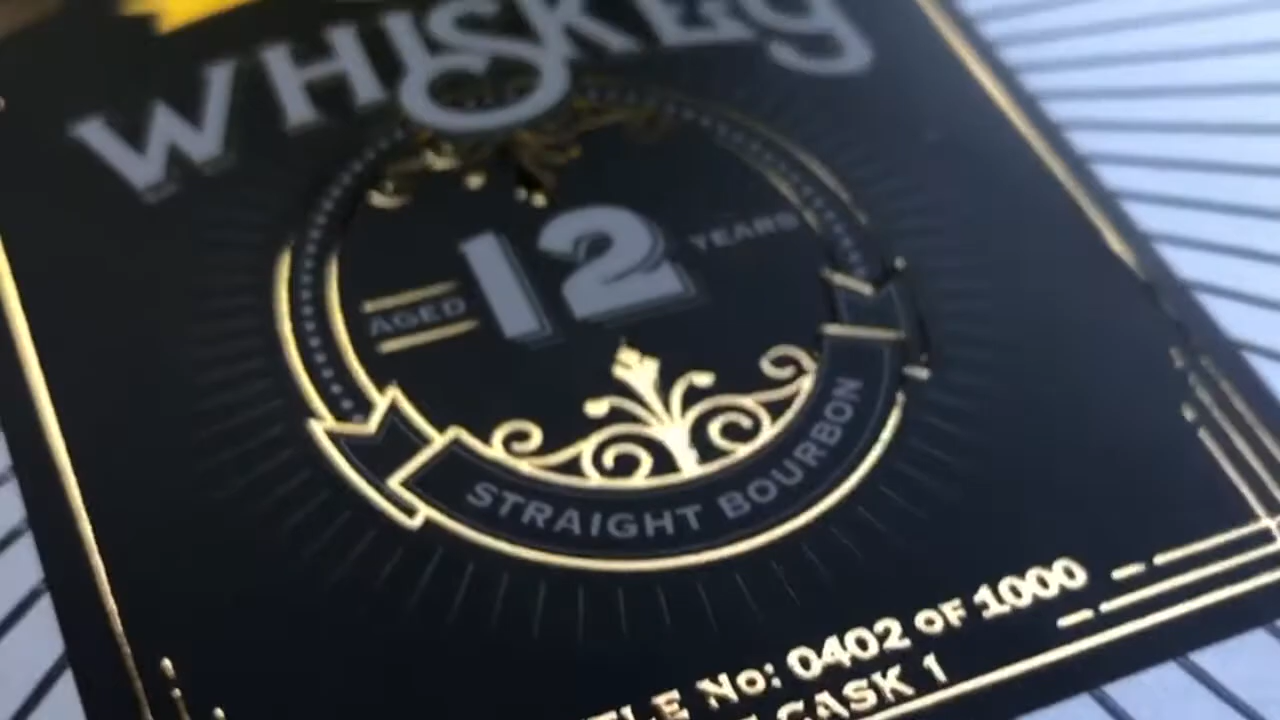 WHISKEY
AGED 12 YEARS
STRAIGHT BOURBON
No: 0402 OF 1000
CASK 1